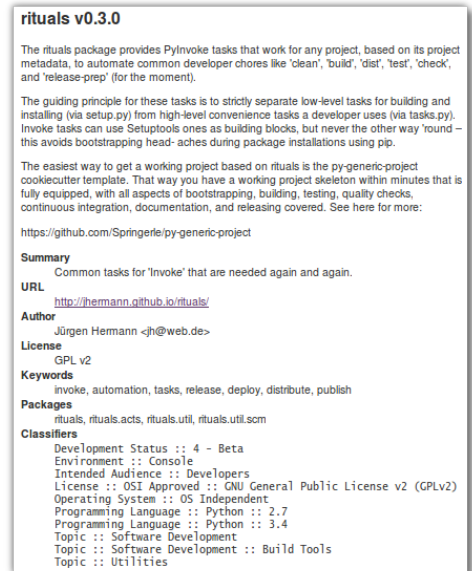 rituals v0.3.0
The rituals package provides PyInvoke tasks that work for any project, based on its project
metadata, to automate common developer chores like 'clean', 'build', 'dist', 'test', 'check',
and 'release-prep' (for the moment).
The guiding principle for these tasks is to strictly separate low-level tasks for building and
installing (via setup.py) from high-level convenience tasks a developer uses (via tasks.py).
Invoke tasks can use Setuptools ones as building blocks, but never the other way 'round –
this avoids bootstrapping head- aches during package installations using pip.
The easiest way to get a working project based on rituals is the py-generic-project
cookiecutter template. That way you have a working project skeleton within minutes that is
fully equipped, with all aspects of bootstrapping, building, testing, quality checks,
continuous integration, documentation, and releasing covered. See here for more:
https://github.com/Springerle/py-generic-project
Summary
Common tasks for 'Invoke' that are needed again and again.
URL
http://jhermann.github.io/rituals/
Author
Jürgen Hermann <jh@web.de>
License
GPL v2
Keywords
invoke, automation, tasks, release, deploy, distribute, publish
Packages
rituals, rituals.acts, rituals.util, rituals.util.scm
Classifiers
Development Status :: 4 - Beta
Environment :: Console
Intended Audience :: Developers
License :: OSI Approved :: GNU General Public License v2 (GPLv2)
Operating System :: OS Independent
Programming Language :: Python :: 2.7
Programming Language :: Python :: 3.4
Topic :: Software Development
Topic :: Software Development :: Build Tools
Topic :: Utilities